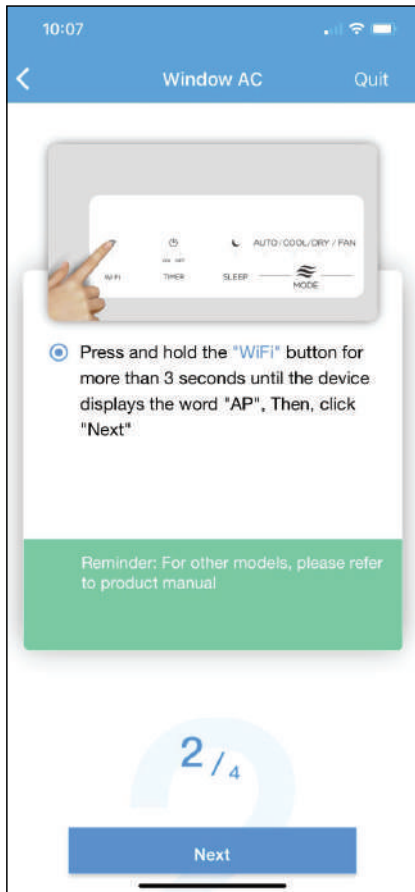 10:07
Window AC
Quit
AUTO/COOL/DRY / FAN
WiFi
TIMER
SLEEP
MODE
Press and hold the "WiFi" button for
more than 3 seconds until the device
displays the word "AP", Then, click
"Next"
Reminder: For other models, please refer
to product manual
2/4
Next